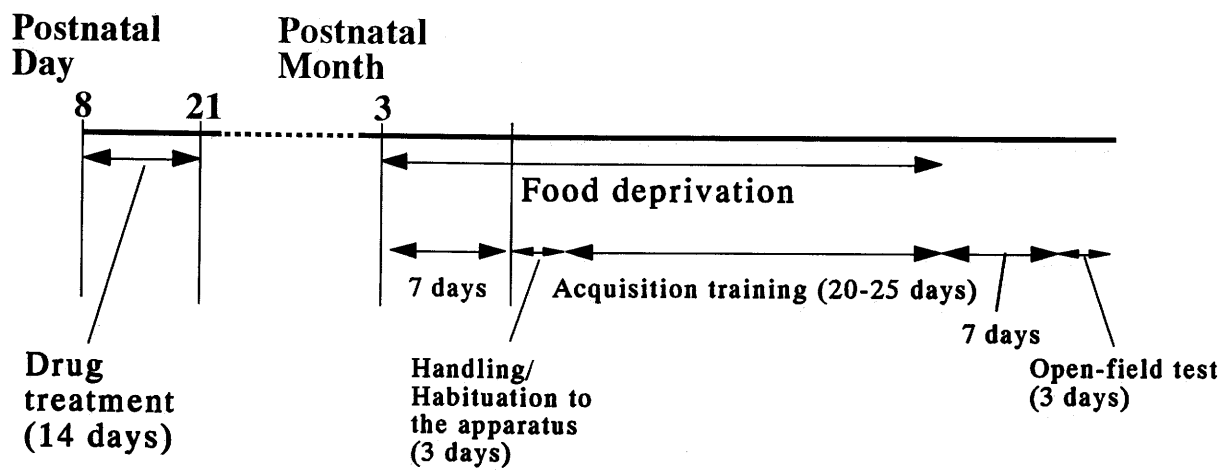 Postnatal
Day
Postnatal
Month
8
21
3
Food deprivation
7 days
Acquisition training (20-25 days)
7 days
Drug
treatment
(14 days)
Handling/
Habituation to
the apparatus
(3 days)
Open-field test
(3 days)